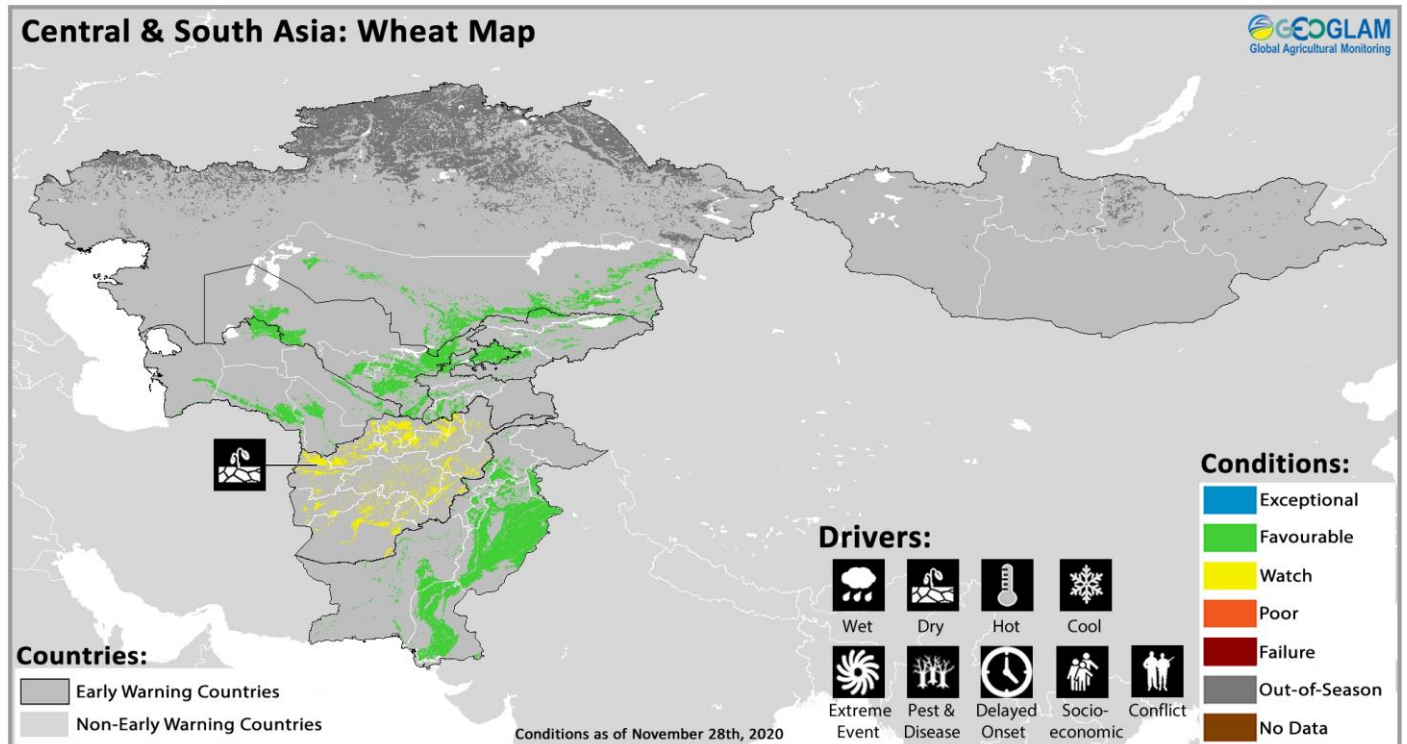 Central & South Asia: Wheat Map
GEOGLAM
Global Agricultural Monitoring
Countries:
Early Warning Countries
Non-Early Warning Countries
Conditions as of November 28th, 2020
Drivers:
Wet
Dry
Hot
Cool
Extreme
Event
Pest &
Disease
Delayed
Onset
Socio-
economic
Conflict
Conditions:
Exceptional
Favourable
Watch
Poor
Failure
Out-of-Season
No Data